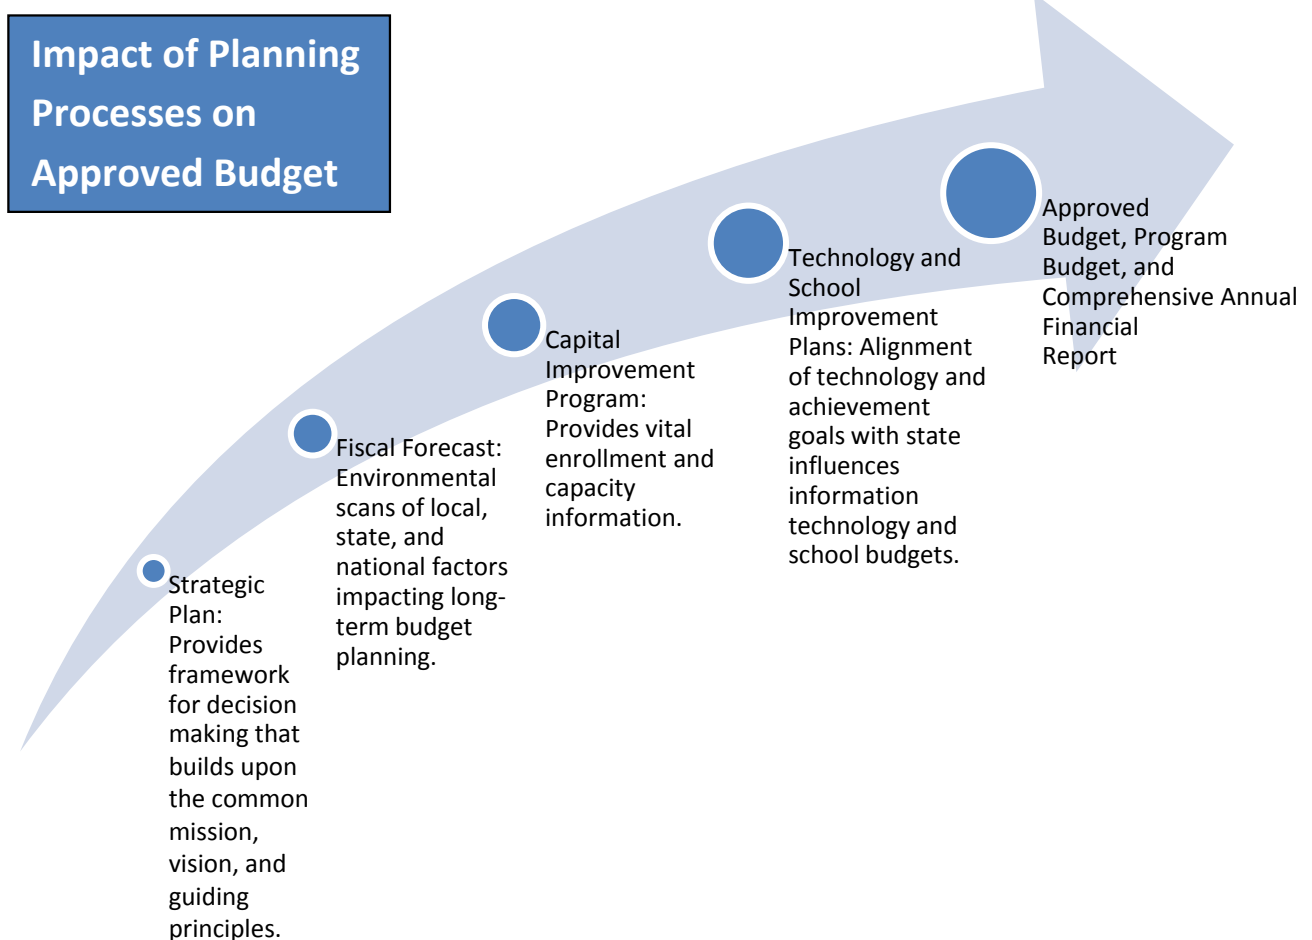 Impact of Planning
Processes on
Approved Budget
Strategic
Plan:
Provides
framework
for decision
making that
builds upon
the common
mission,
vision, and
guiding
principles.
Fiscal Forecast:
Environmental
scans of local,
state, and
national factors
impacting long-
term budget
planning.
Capital
Improvement
Program:
Provides vital
enrollment and
capacity
information.
Technology and
School
Improvement
Plans: Alignment
of technology and
achievement
goals with state
influences
information
technology and
school budgets.
Approved
Budget, Program
Budget, and
Comprehensive Annual
Financial
Report